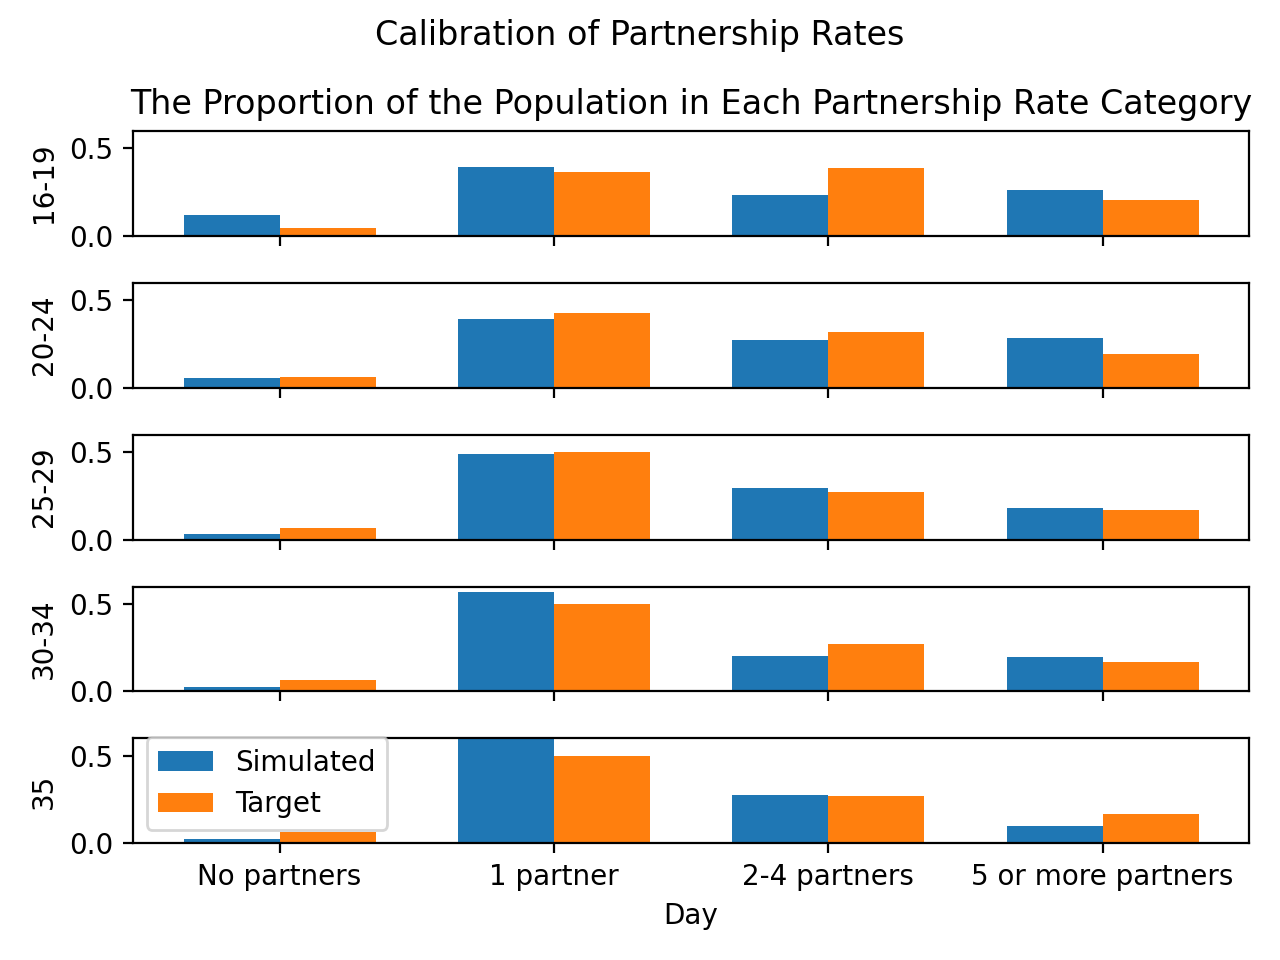 Calibration of Partnership Rates
The Proportion of the Population in Each Partnership Rate Category
16-19
0.5
0.0
20-24
0.5
0.0
25-29
0.5
0.0
30-34
0.5
0.0
35
0.5
0.0
Simulated
Target
No partners
1 partner
2-4 partners
5 or more partners
Day